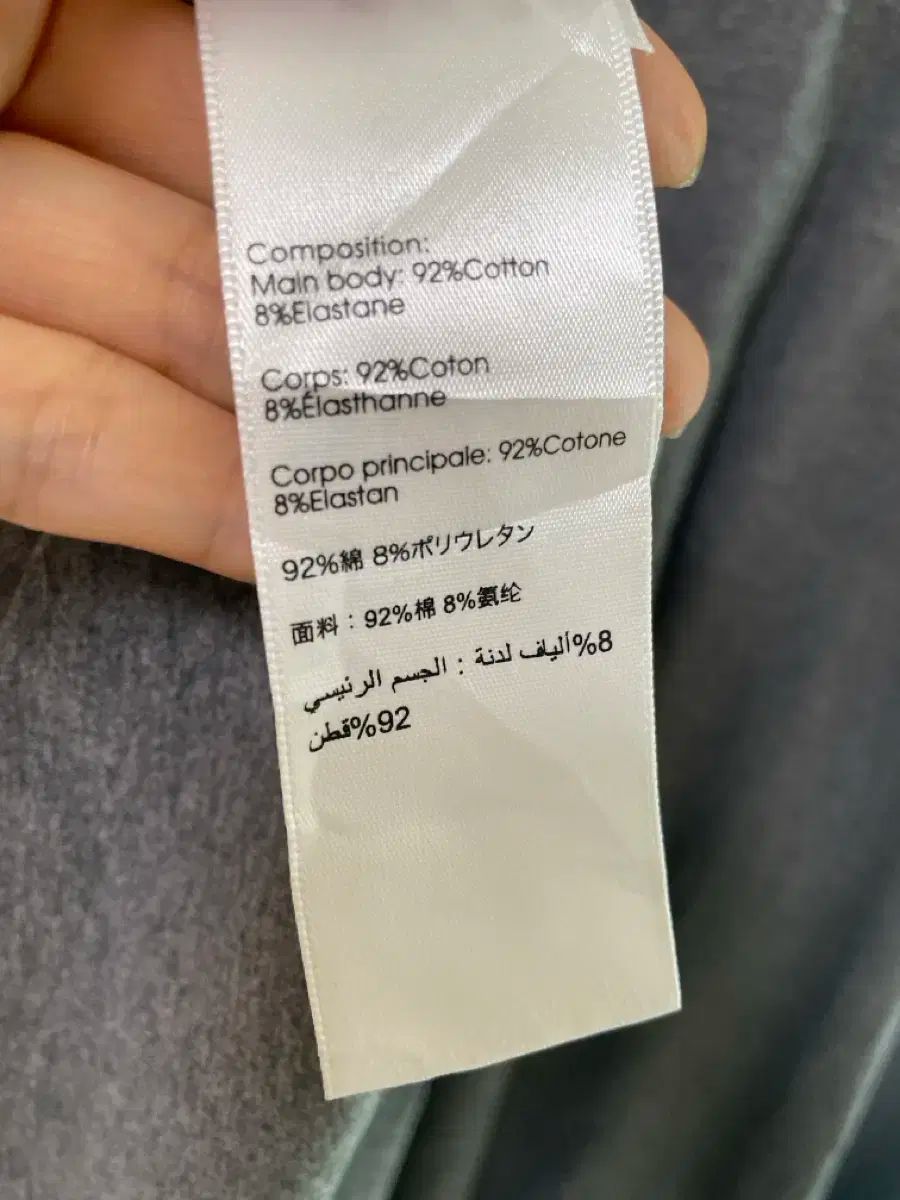 Composition:
Main body: 92%Cotton
8%Elastane
Corps: 92%Coton
8%Élasthanne
Corpo principale: 92%Cotone
8%Elastan
92%綿 8%ポリウレタン
面料：92%棉 8%氨纶
8%ألياف لدنة : الجسم الرئيسي
92%قطن